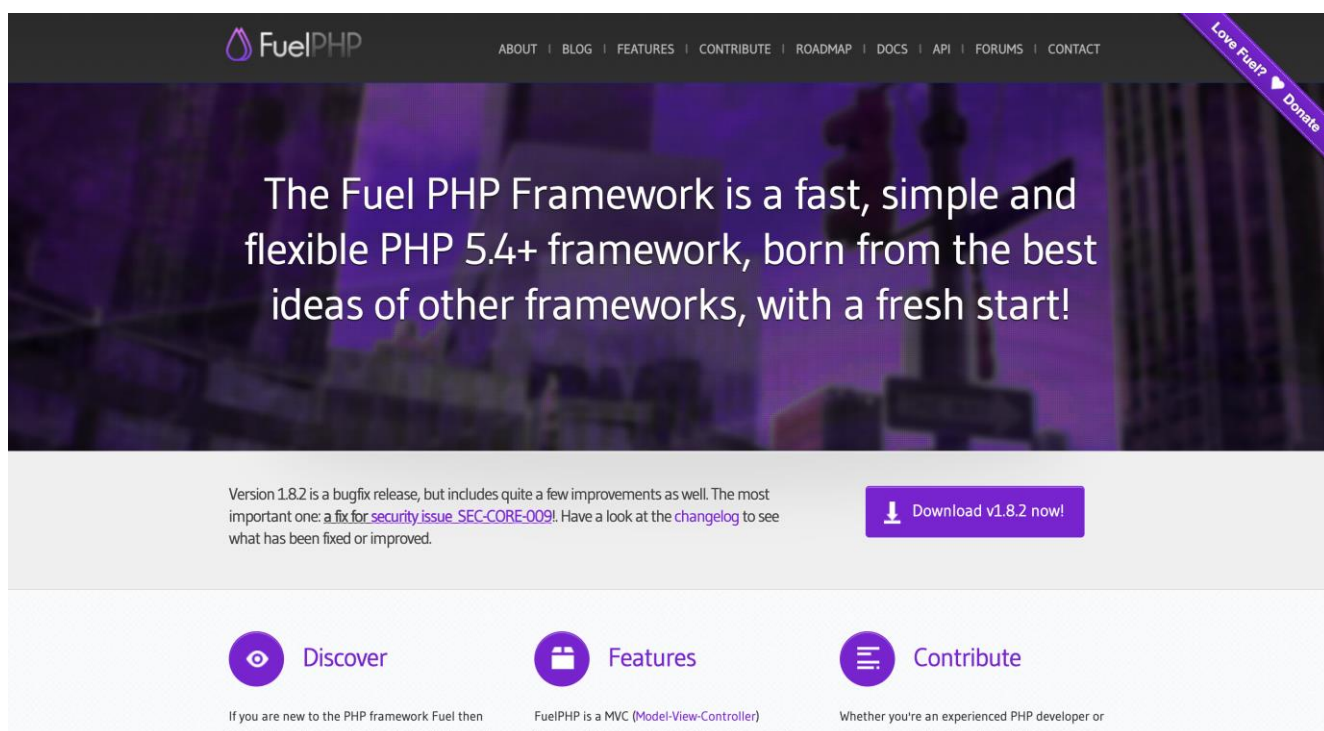 FuelPHP
ABOUT | BLOG | FEATURES | CONTRIBUTE | ROADMAP | DOCS | API | FORUMS | CONTACT
Love Fuel? ♥ Donate
The Fuel PHP Framework is a fast, simple and
flexible PHP 5.4+ framework, born from the best
ideas of other frameworks, with a fresh start!
Version 1.8.2 is a bugfix release, but includes quite a few improvements as well. The most
important one: a fix for security issue SEC-CORE-009!. Have a look at the changelog to see
what has been fixed or improved.
Download v1.8.2 now!
Discover
If you are new to the PHP framework Fuel then
Features
FuelPHP is a MVC (Model-View-Controller)
Contribute
Whether you're an experienced PHP developer or